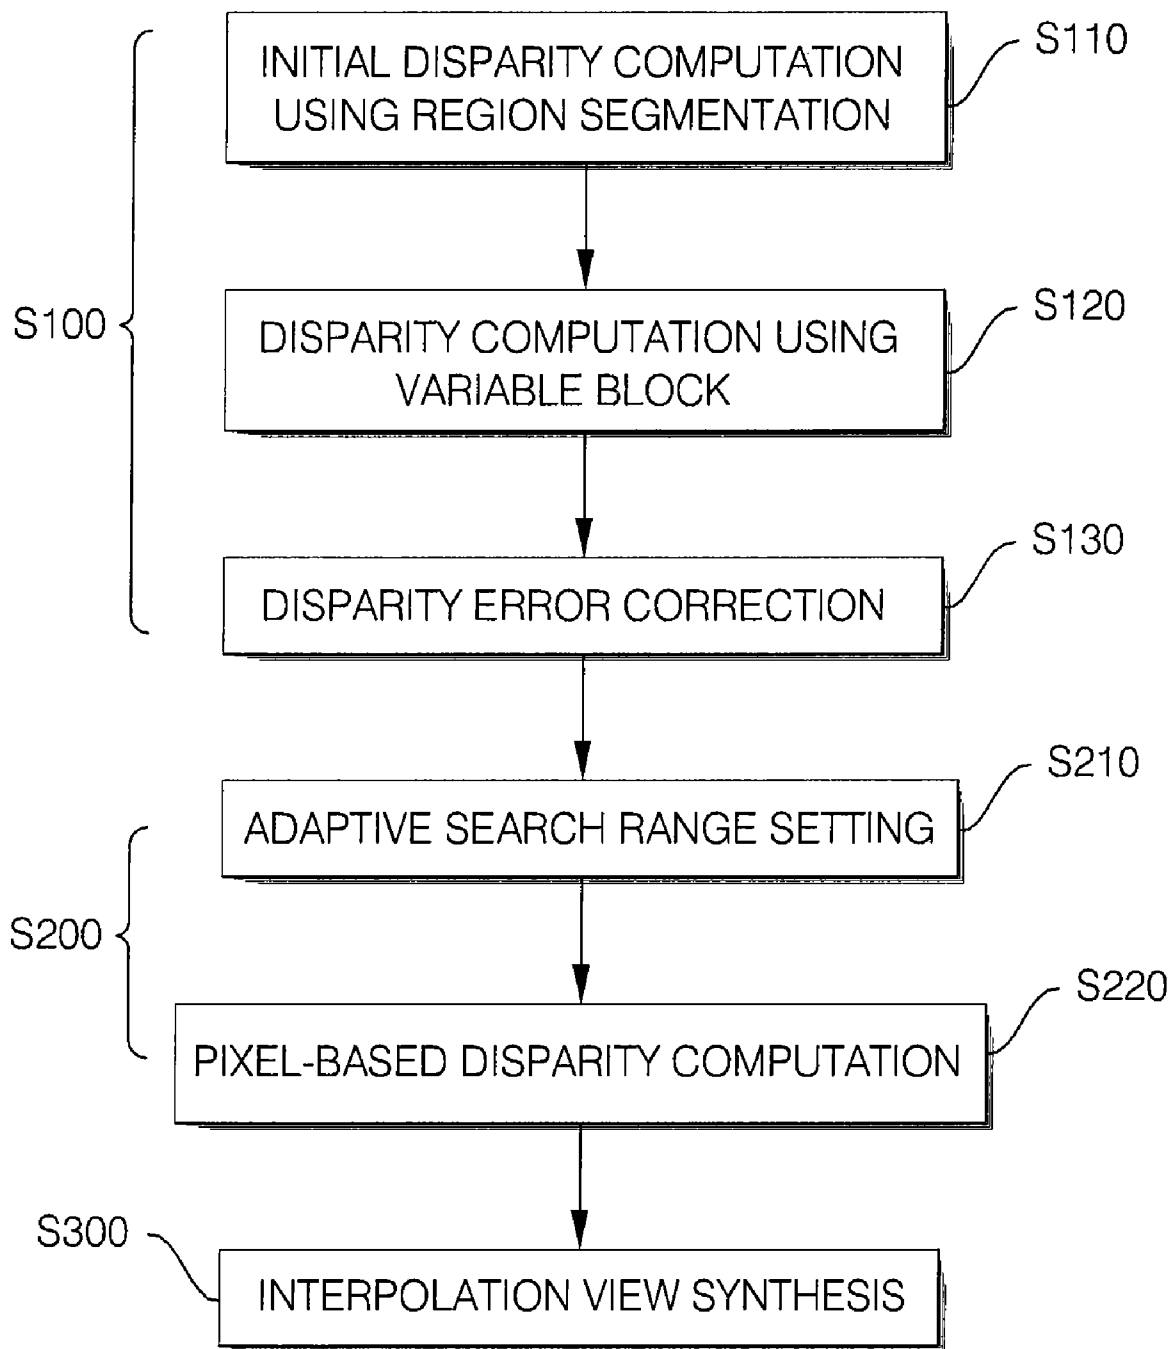 S110
INITIAL DISPARITY COMPUTATION
USING REGION SEGMENTATION
S100
S120
DISPARITY COMPUTATION USING
VARIABLE BLOCK
S130
DISPARITY ERROR CORRECTION
S210
ADAPTIVE SEARCH RANGE SETTING
S200
S220
PIXEL-BASED DISPARITY COMPUTATION
S300
INTERPOLATION VIEW SYNTHESIS